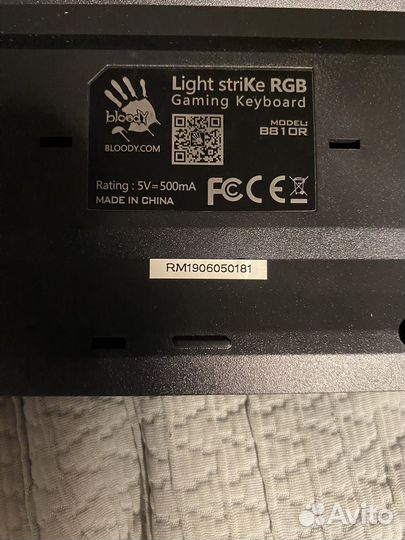 Light striKe RGB
Gaming Keyboard
bloody
MODEL:
B810R
BLOODY.COM
Rating : 5V=500mA
MADE IN CHINA
FC CE
RM1906050181
Avito